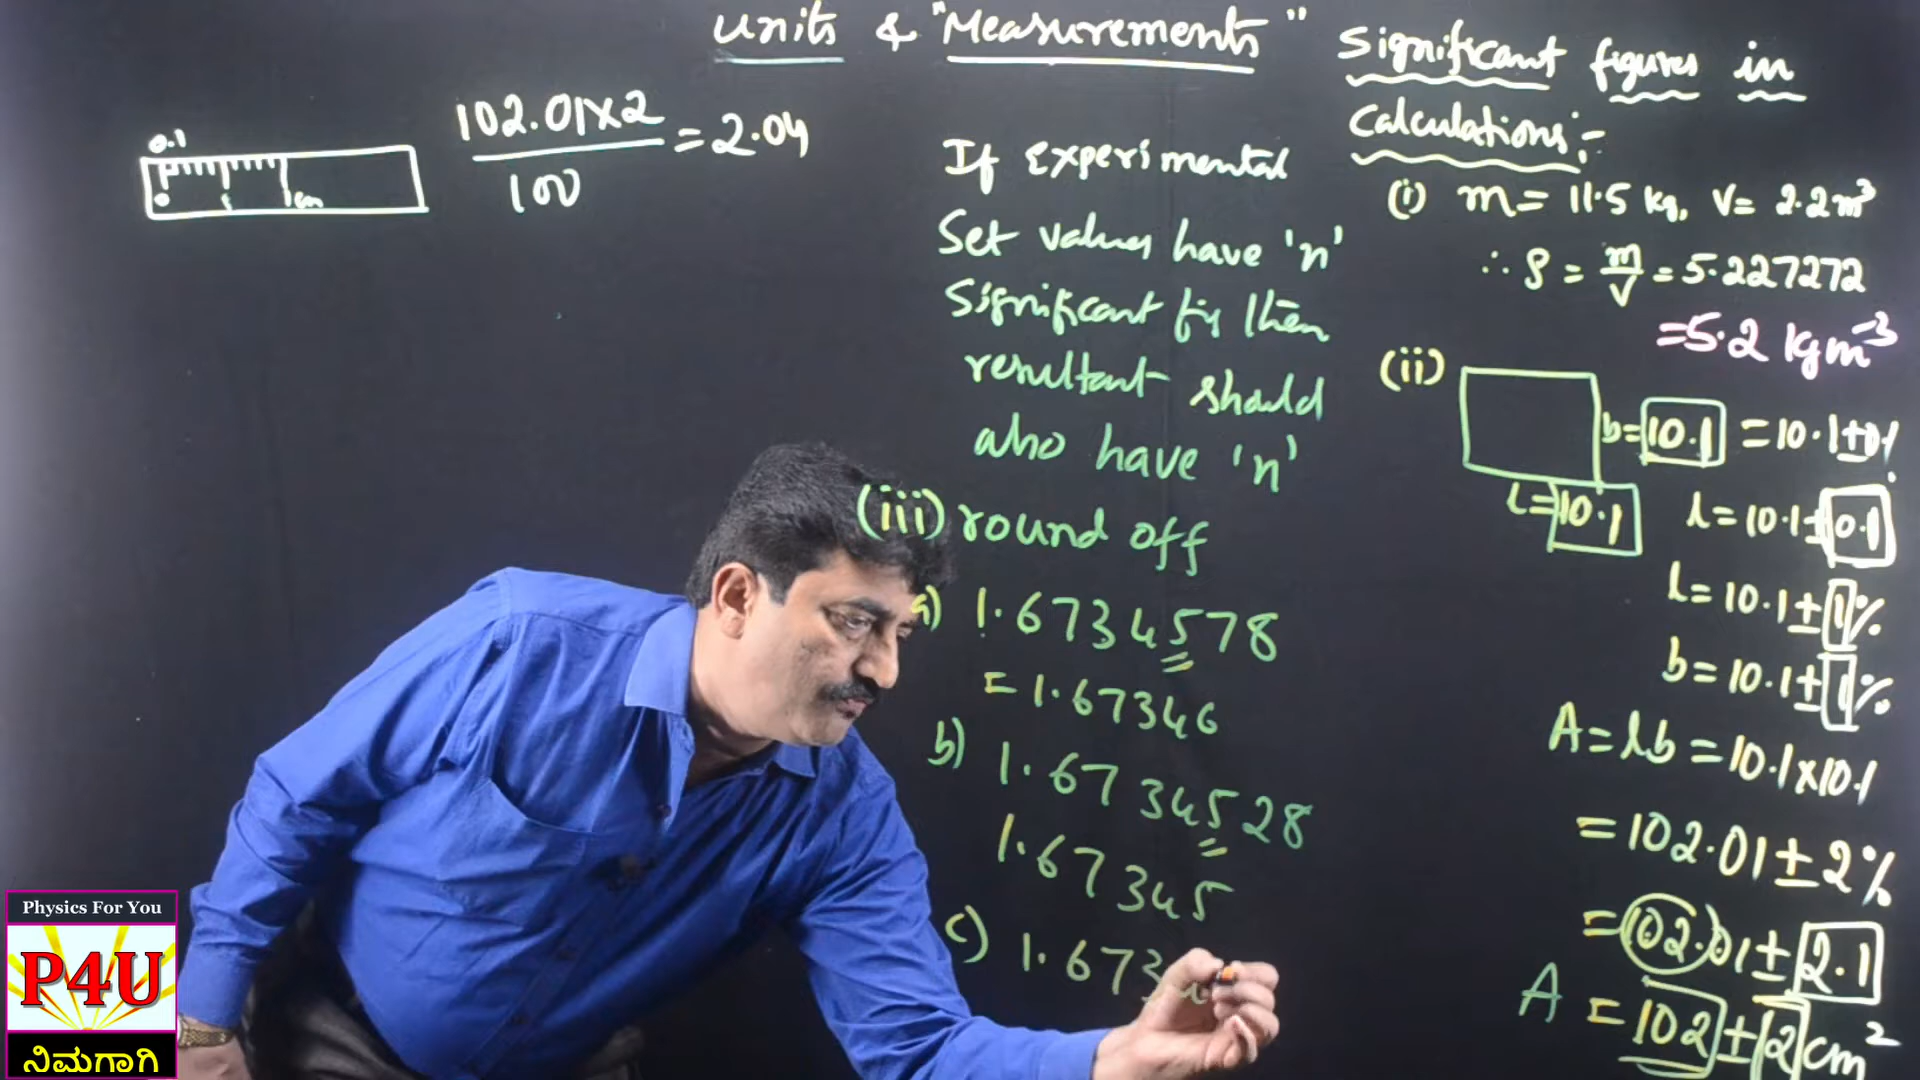 units & "Measurements"
0.1
0 1 1cm
102.01x2
100
= 2.04
If experimental
Set values have 'n'
Significant fig then
resultant should
also have 'n'
(iii) round off
a) 1.6734578
= 1.67346
b) 1.6734528
1.67345
c) 1.673
Significant figures in
calculations:-
(i) m = 11.5 kg, V = 2.2m³
∴ ρ = m/V = 5.227272
= 5.2 kgm⁻³
(ii)
b= 10.1 = 10.1±0.1
l= 10.1
l= 10.1±0.1
l= 10.1±1%
b= 10.1±1%
A= lb = 10.1x10.1
= 102.01±2%
= 102.01±2.1
A = 102±2 cm²
Physics For You
P4U
ನಿಮಗಾಗಿ